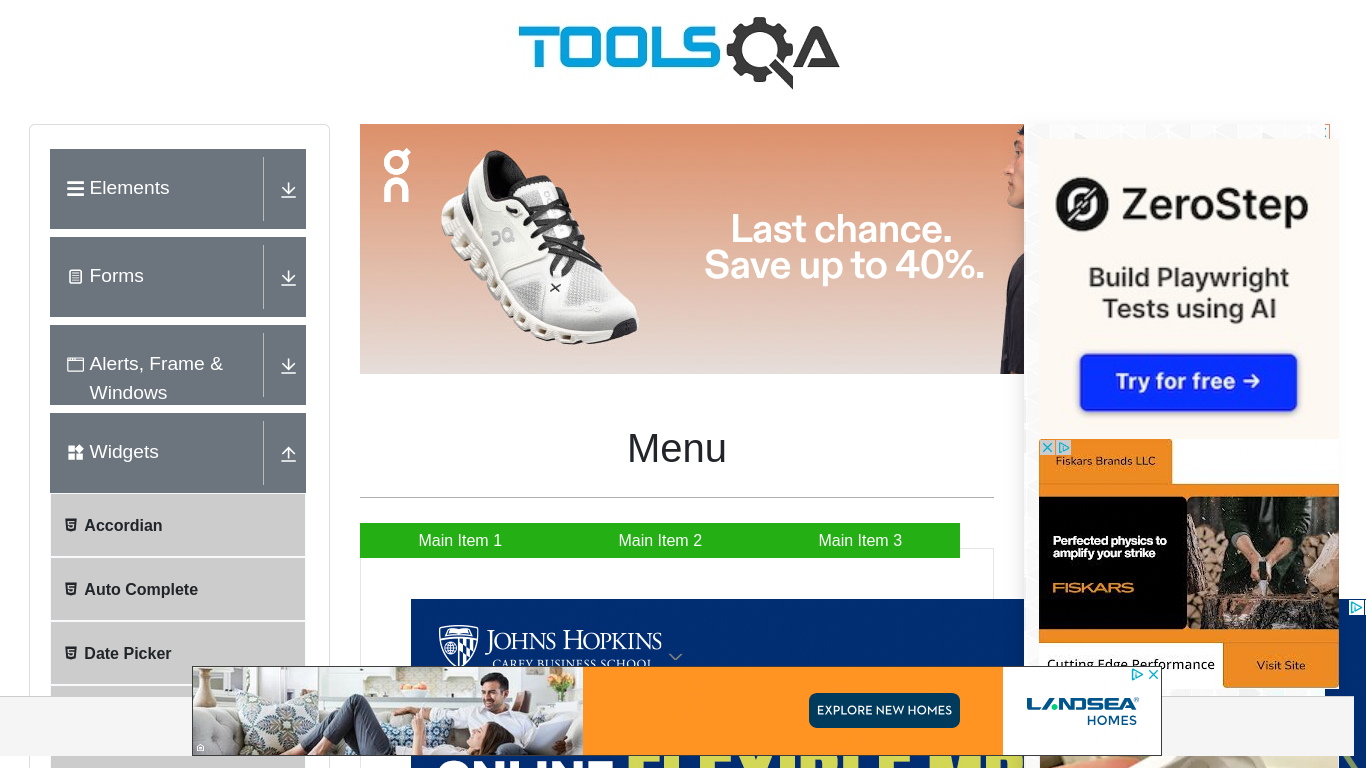 TOOLSQA
Elements
Forms
Alerts, Frame &
Windows
Widgets
Accordian
Auto Complete
Date Picker
on
Last chance.
Save up to 40%.
Menu
Main Item 1
Main Item 2
Main Item 3
JOHNS HOPKINS
CAREY BUSINESS SCHOOL
ONLINE FLEXIBLE
ZeroStep
Build Playwright
Tests using AI
Try for free →
Fiskars Brands LLC
Perfected physics to
amplify your strike
FISKARS
Cutting Edge Performance
Visit Site
EXPLORE NEW HOMES
LANDSEA®
HOMES